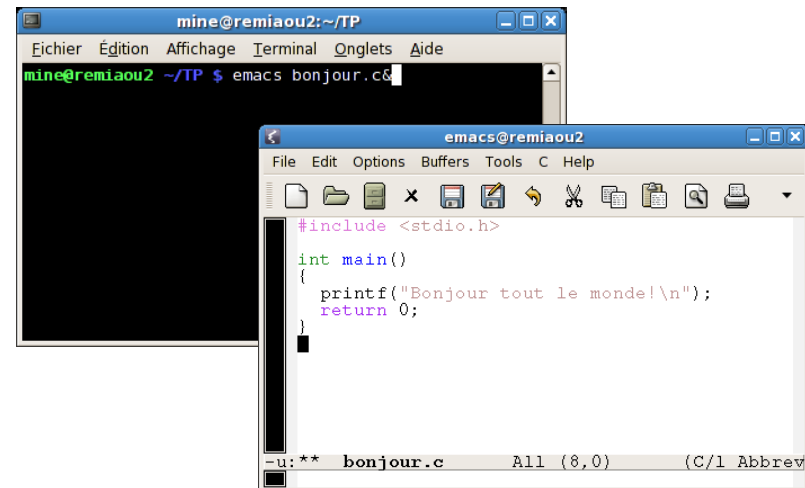 mine@remiaou2:~/TP
Fichier Édition Affichage Terminal Onglets Aide
mine@remiaou2 ~/TP $ emacs bonjour.c&
emacs@remiaou2
File Edit Options Buffers Tools C Help
#include <stdio.h>
int main()
{
printf("Bonjour tout le monde!\n");
return 0;
}
-u:** bonjour.c All (8,0) (C/l Abbrev